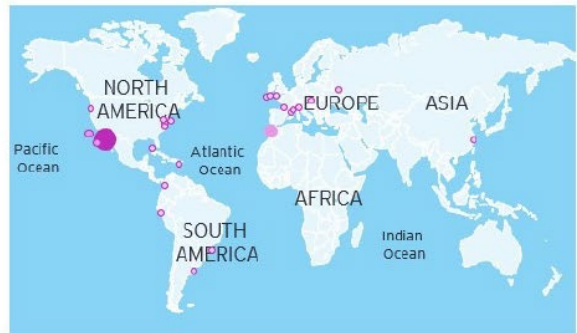 NORTH
AMERICA
EUROPE
ASIA
Pacific
Ocean
Atlantic
Ocean
AFRICA
SOUTH
AMERICA
Indian
Ocean